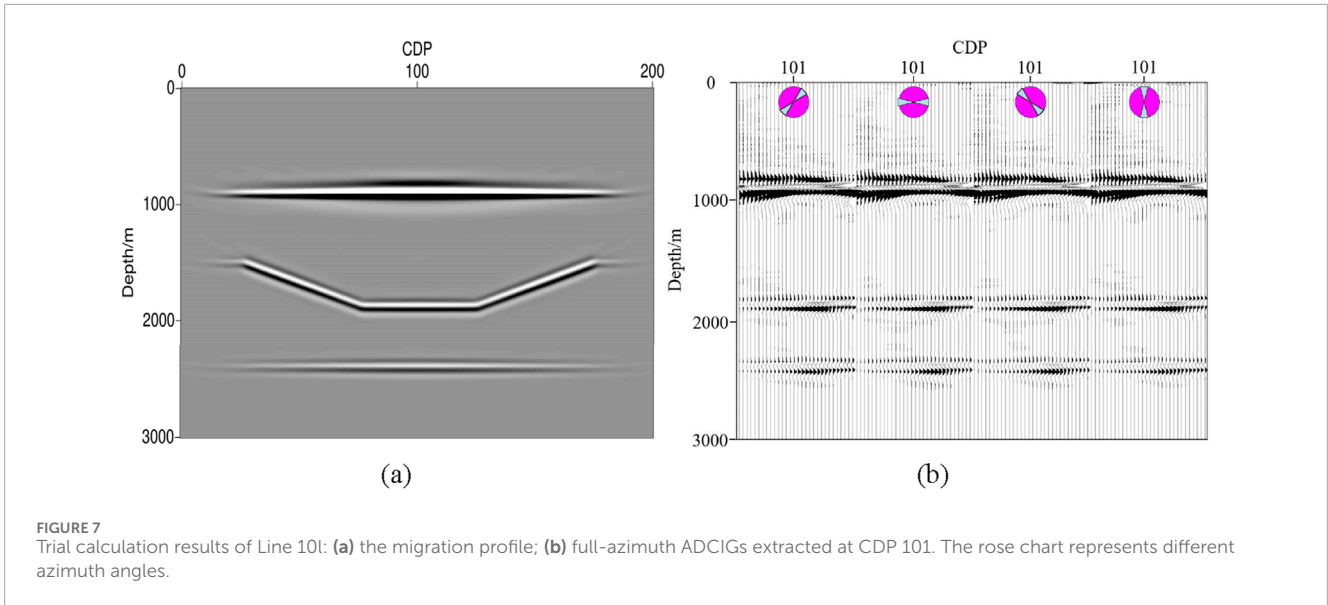 CDP
0 100 200
0
1000
2000
3000
Depth/m
(a)
CDP
101 101 101 101
0
1000
2000
3000
Depth/m
(b)
FIGURE 7
Trial calculation results of Line 10l: (a) the migration profile; (b) full-azimuth ADCIGs extracted at CDP 101. The rose chart represents different
azimuth angles.